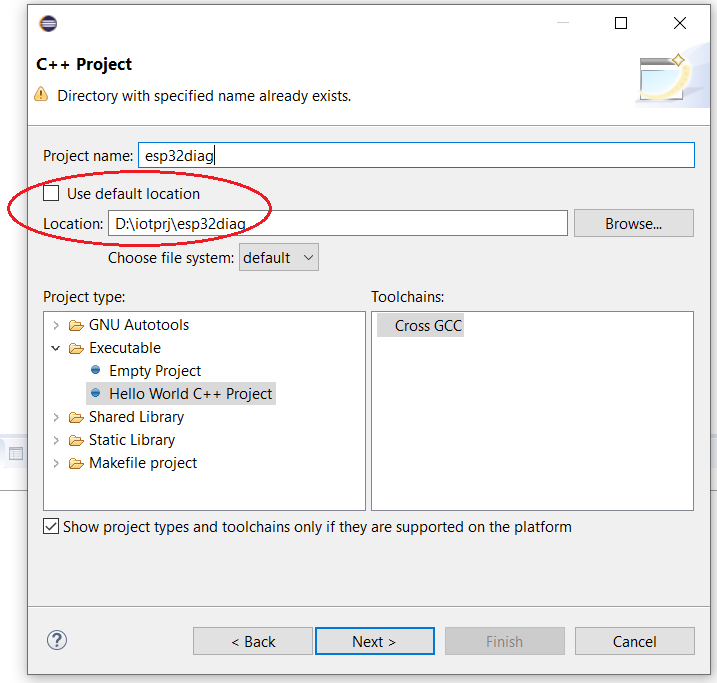 C++ Project
Directory with specified name already exists.
Project name: esp32diag
Use default location
Location: D:\iotprj\esp32diag Browse...
Choose file system: default
Project type: Toolchains:
GNU Autotools Cross GCC
Executable
Empty Project
Hello World C++ Project
Shared Library
Static Library
Makefile project
Show project types and toolchains only if they are supported on the platform
? < Back Next > Finish Cancel